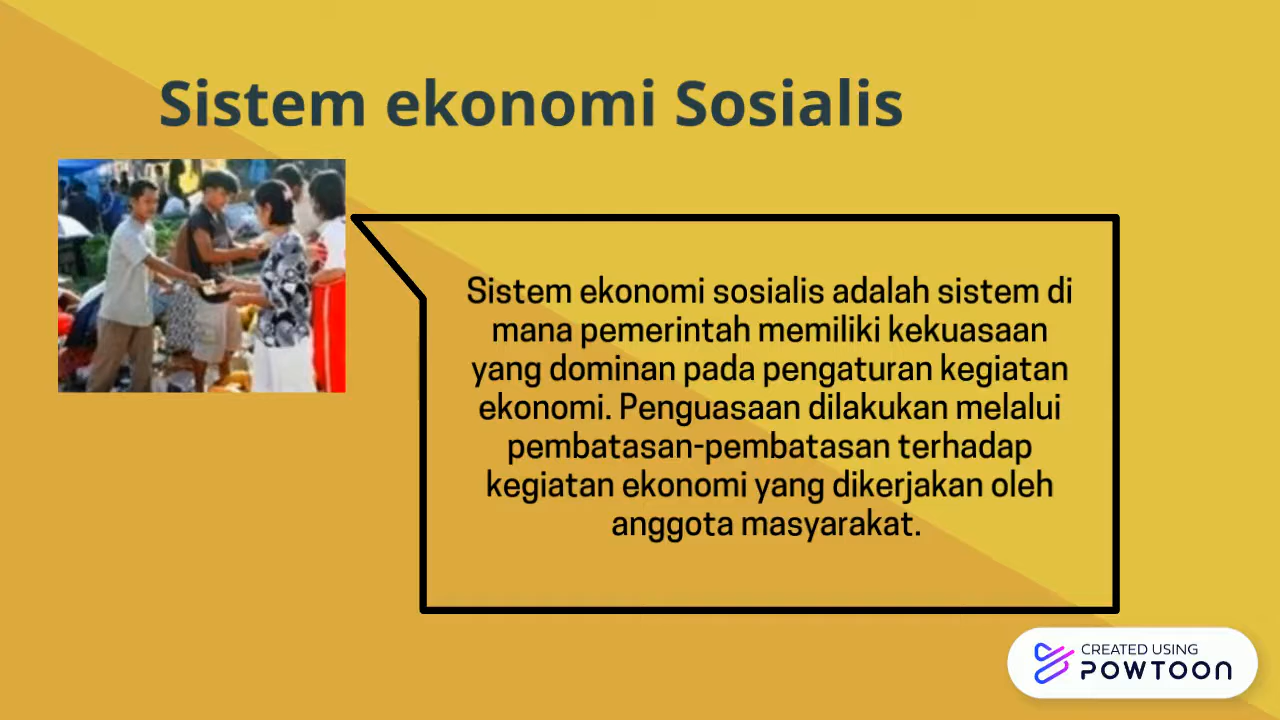 Sistem ekonomi Sosialis
Sistem ekonomi sosialis adalah sistem di
mana pemerintah memiliki kekuasaan
yang dominan pada pengaturan kegiatan
ekonomi. Penguasaan dilakukan melalui
pembatasan-pembatasan terhadap
kegiatan ekonomi yang dikerjakan oleh
anggota masyarakat.
CREATED USING
POWTOON